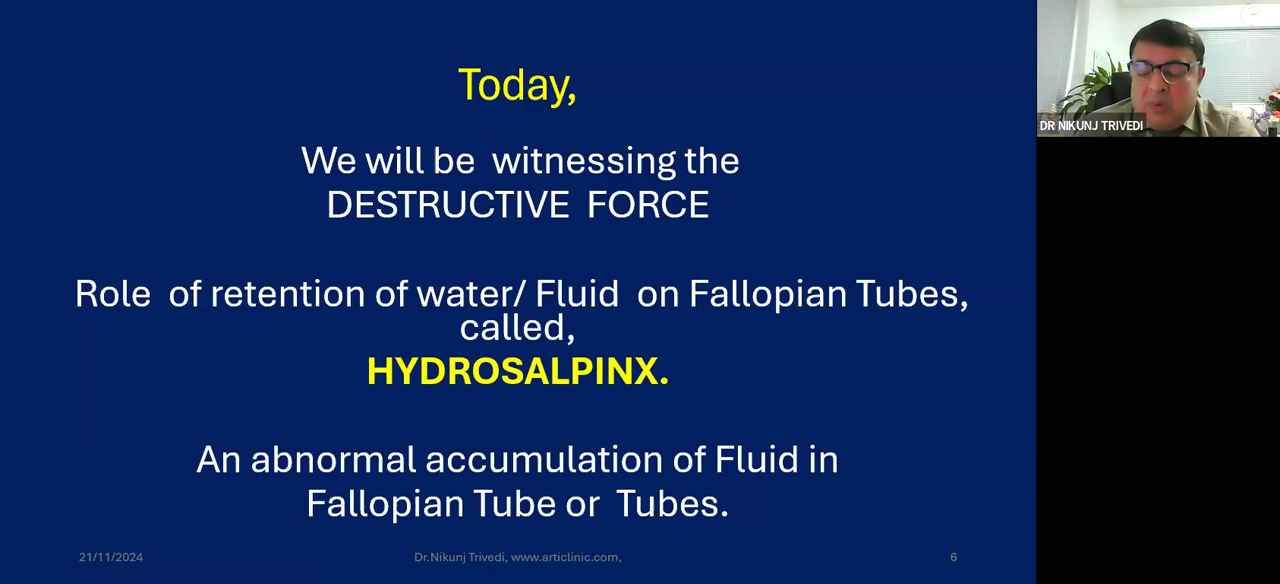 Today,
We will be witnessing the
DESTRUCTIVE FORCE
Role of retention of water/ Fluid on Fallopian Tubes,
called,
HYDROSALPINX.
An abnormal accumulation of Fluid in
Fallopian Tube or Tubes.
21/11/2024
Dr.Nikunj Trivedi, www.articlinic.com,
6
DR NIKUNJ TRIVEDI